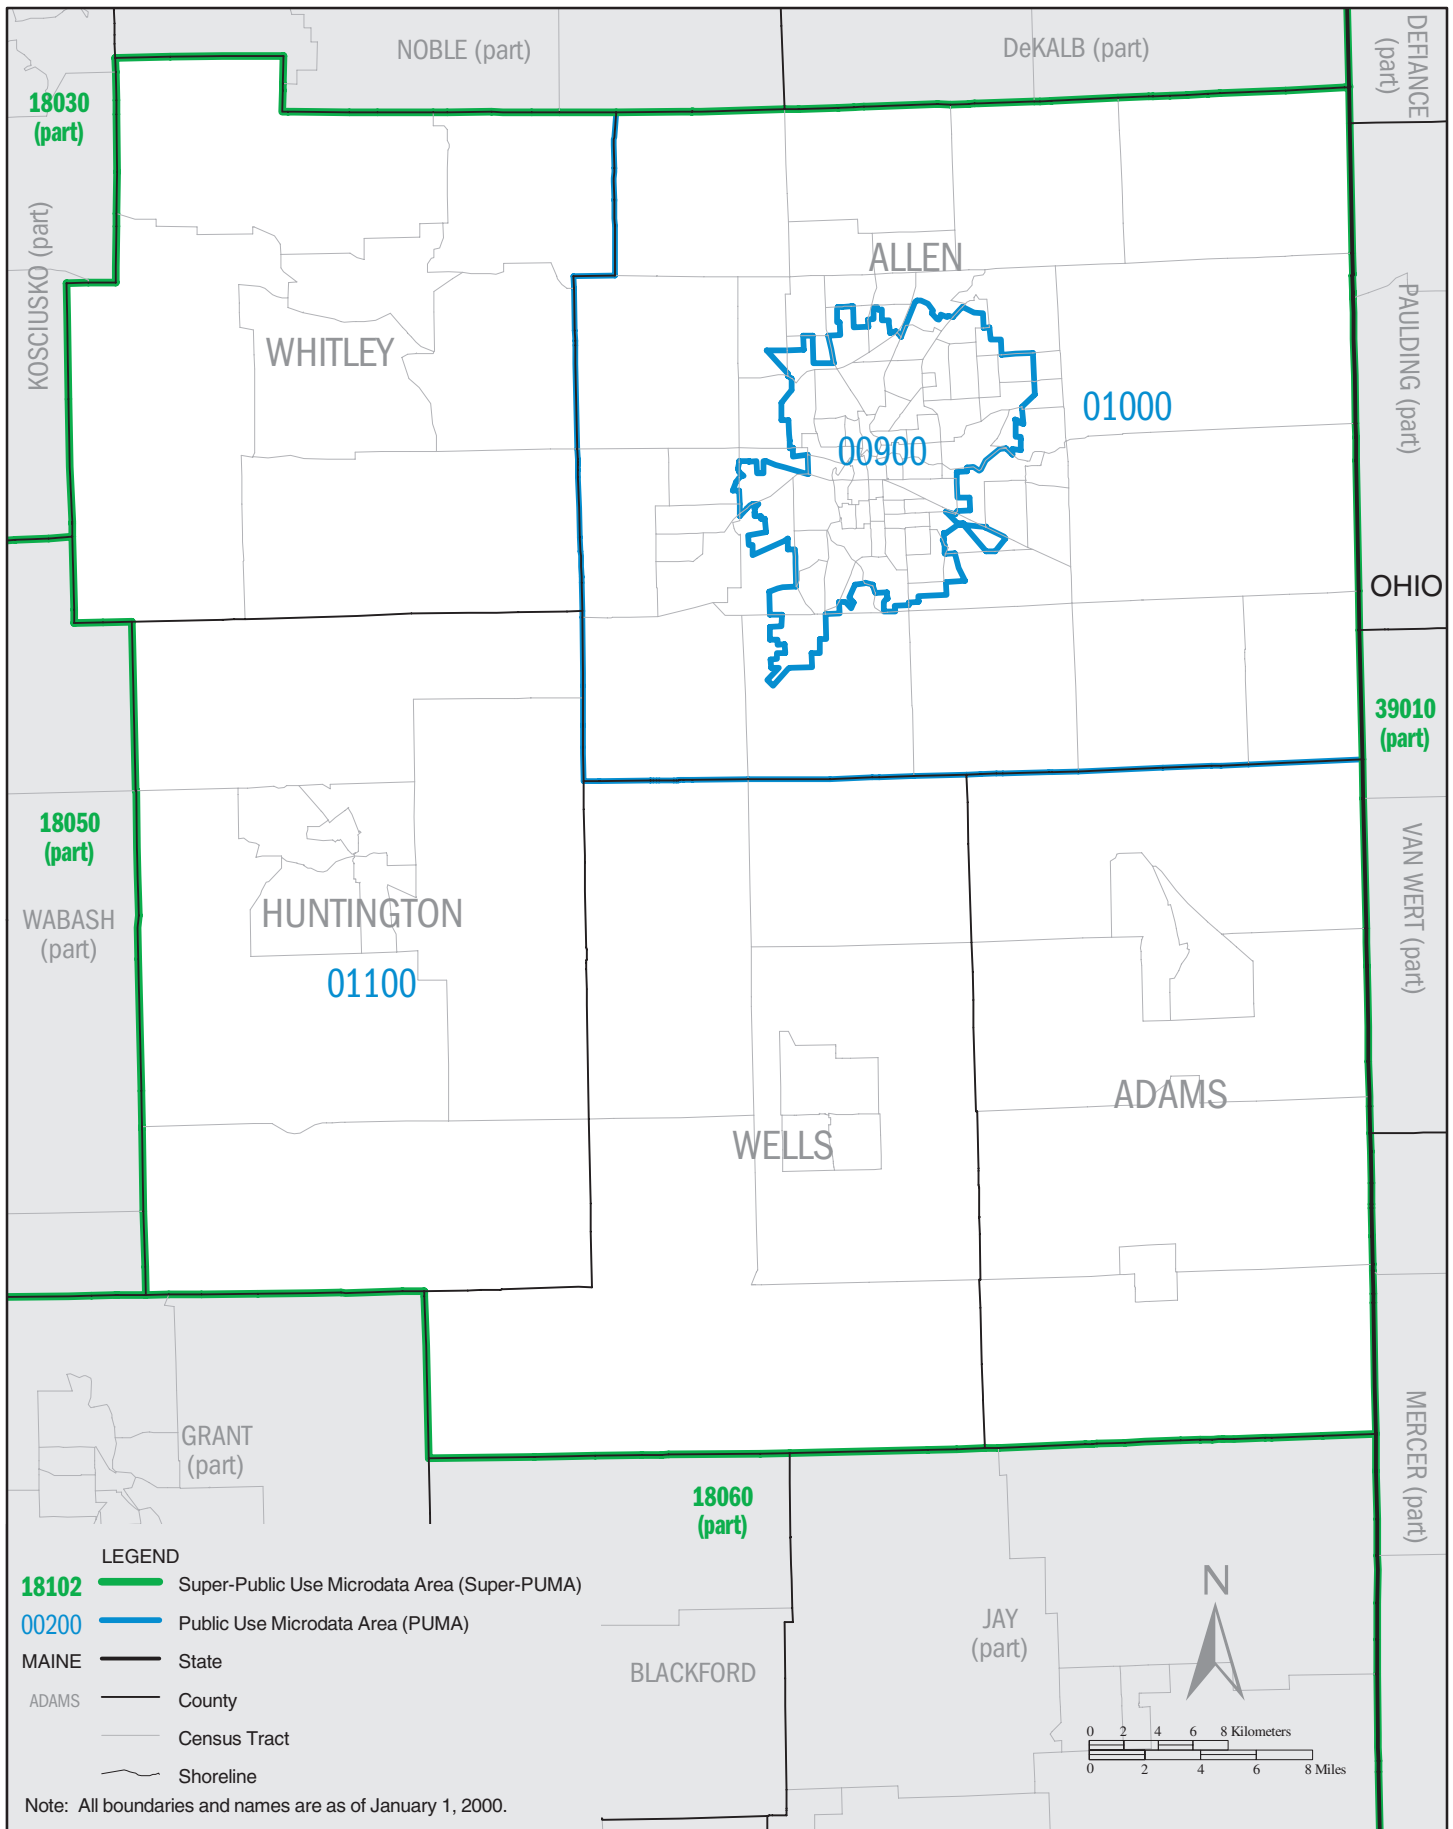 NOBLE (part)
DeKALB (part)
DEFIANCE
(part)
18030
(part)
KOSCIUSKO (part)
ALLEN
WHITLEY
PAULDING (part)
01000
00900
OHIO
39010
(part)
18050
(part)
WABASH
(part)
HUNTINGTON
01100
VAN WERT (part)
ADAMS
WELLS
GRANT
(part)
MERCER (part)
18060
(part)
JAY
(part)
BLACKFORD
N
0 2 4 6 8 Kilometers
0 2 4 6 8 Miles
LEGEND
18102 Super-Public Use Microdata Area (Super-PUMA)
00200 Public Use Microdata Area (PUMA)
MAINE State
ADAMS County
Census Tract
Shoreline
Note: All boundaries and names are as of January 1, 2000.